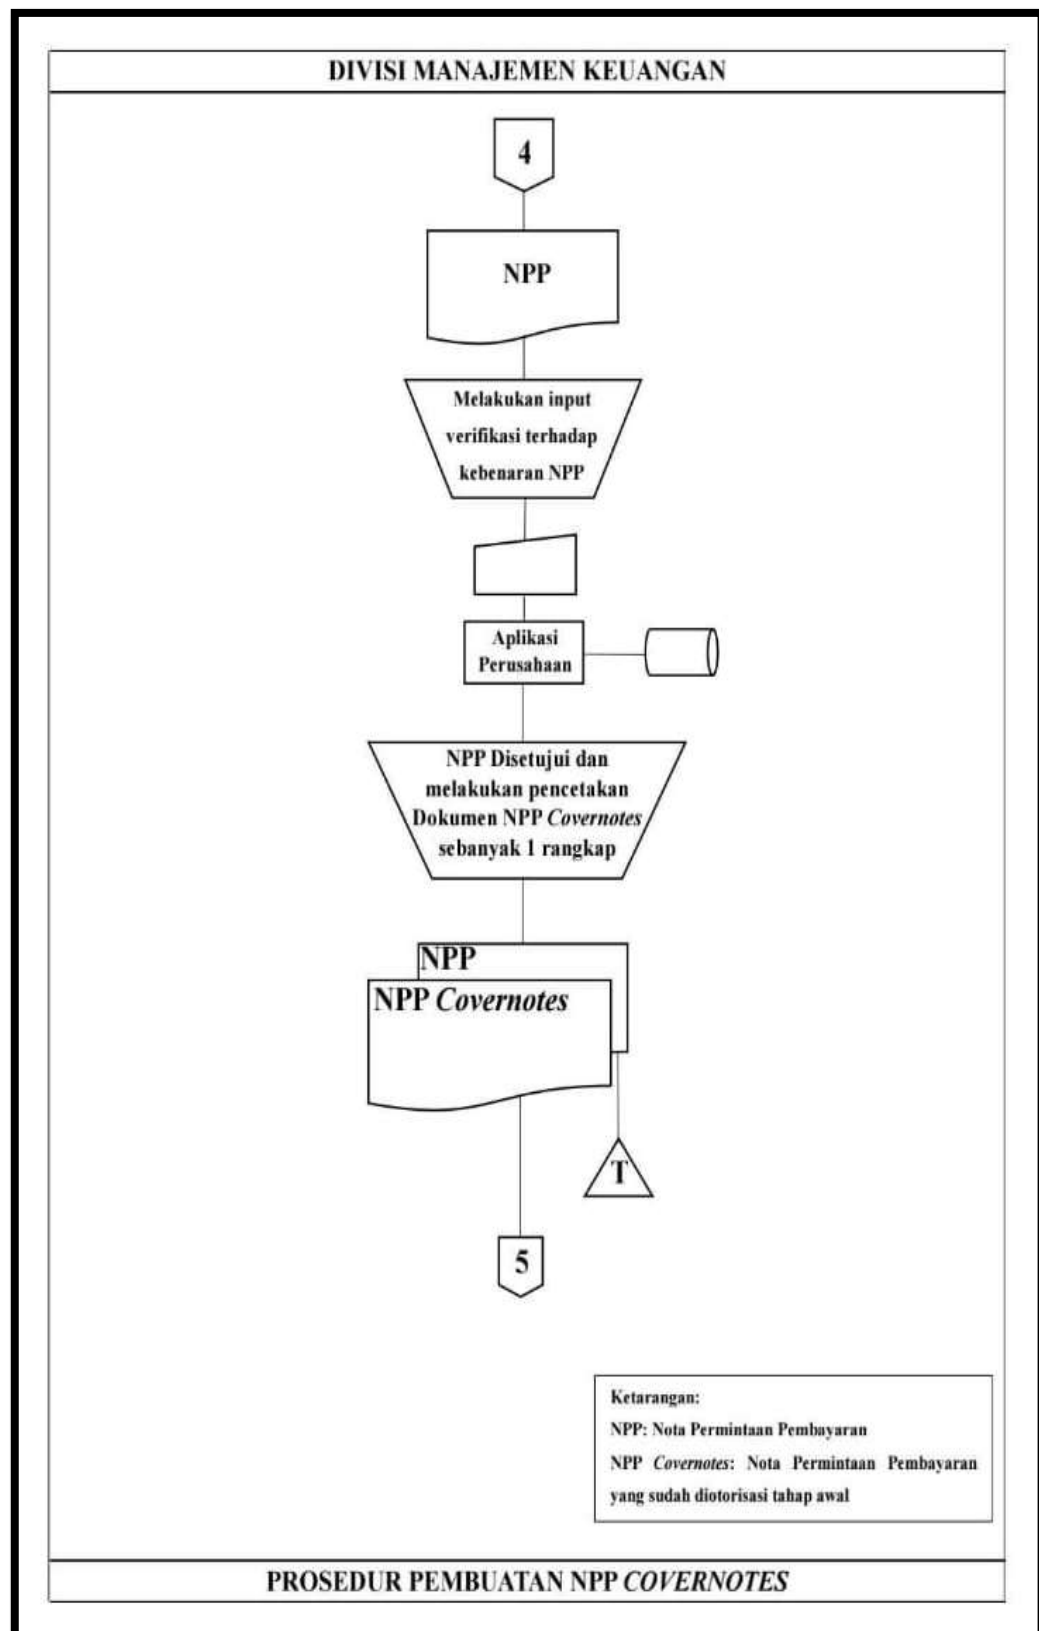 DIVISI MANAJEMEN KEUANGAN
4
NPP
Melakukan input
verifikasi terhadap
kebenaran NPP
Aplikasi
Perusahaan
NPP Disetujui dan
melakukan pencetakan
Dokumen NPP Covernotes
sebanyak 1 rangkap
NPP
NPP Covernotes
T
5
Ketarangan:
NPP: Nota Permintaan Pembayaran
NPP Covernotes: Nota Permintaan Pembayaran
yang sudah diotorisasi tahap awal
PROSEDUR PEMBUATAN NPP COVERNOTES